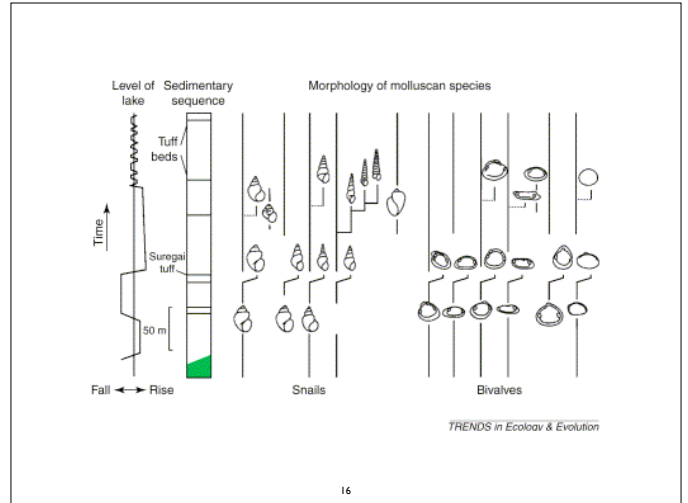 Level of
lake
Sedimentary
sequence
Morphology of molluscan species
Tuff
beds
Time
Suregai
tuff
50 m
Fall
Rise
Snails
Bivalves
TRENDS in Ecology & Evolution
16